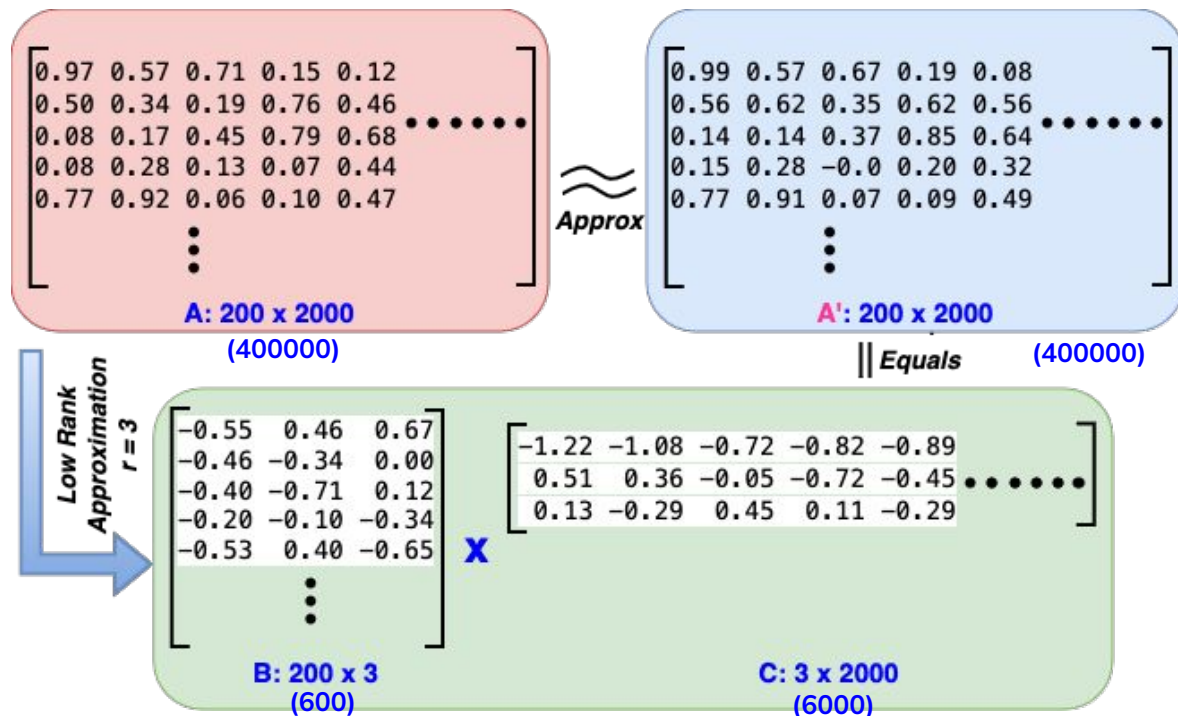 0.97 0.57 0.71 0.15 0.12
0.50 0.34 0.19 0.76 0.46
0.08 0.17 0.45 0.79 0.68
0.08 0.28 0.13 0.07 0.44
0.77 0.92 0.06 0.10 0.47
A: 200 x 2000
(400000)
Approx
0.99 0.57 0.67 0.19 0.08
0.56 0.62 0.35 0.62 0.56
0.14 0.14 0.37 0.85 0.64
0.15 0.28 -0.0 0.20 0.32
0.77 0.91 0.07 0.09 0.49
A': 200 x 2000
(400000)
|| Equals
Low Rank
Approximation
r = 3
-0.55 0.46 0.67
-0.46 -0.34 0.00
-0.40 -0.71 0.12
-0.20 -0.10 -0.34
-0.53 0.40 -0.65
B: 200 x 3
(600)
x
-1.22 -1.08 -0.72 -0.82 -0.89
0.51 0.36 -0.05 -0.72 -0.45
0.13 -0.29 0.45 0.11 -0.29
C: 3 x 2000
(6000)